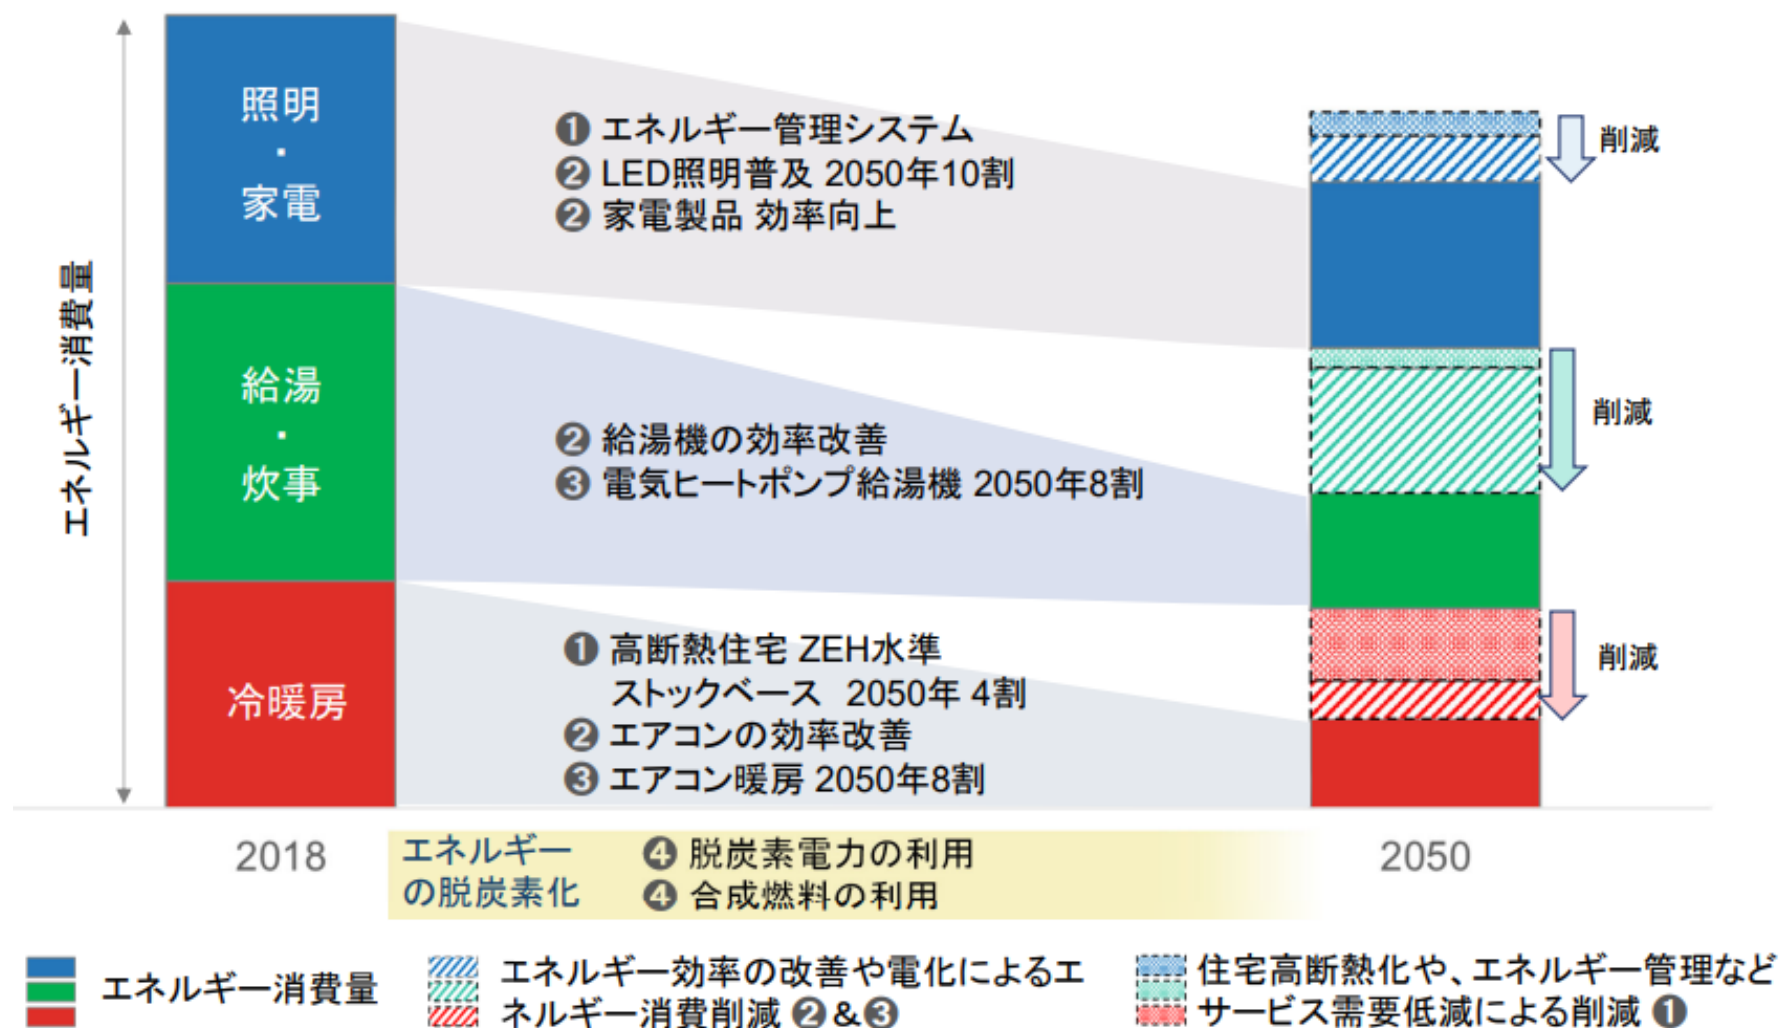 エネルギー消費量
照明
・
家電
給湯
・
炊事
冷暖房
❶ エネルギー管理システム
❷ LED照明普及 2050年10割
❷ 家電製品 効率向上
❷ 給湯機の効率改善
❸ 電気ヒートポンプ給湯機 2050年8割
❶ 高断熱住宅 ZEH水準
ストックベース 2050年 4割
❷ エアコンの効率改善
❸ エアコン暖房 2050年8割
削減
削減
削減
2018
エネルギー
の脱炭素化
❹ 脱炭素電力の利用
❹ 合成燃料の利用
2050
エネルギー消費量
エネルギー効率の改善や電化によるエ
ネルギー消費削減 ❷&❸
住宅高断熱化や、エネルギー管理など
サービス需要低減による削減 ❶